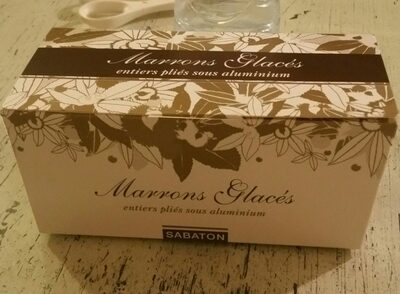 Marrons Glacés
entiers pliés sous aluminium
Marrons Glacés
entiers pliés sous aluminium
SABATON